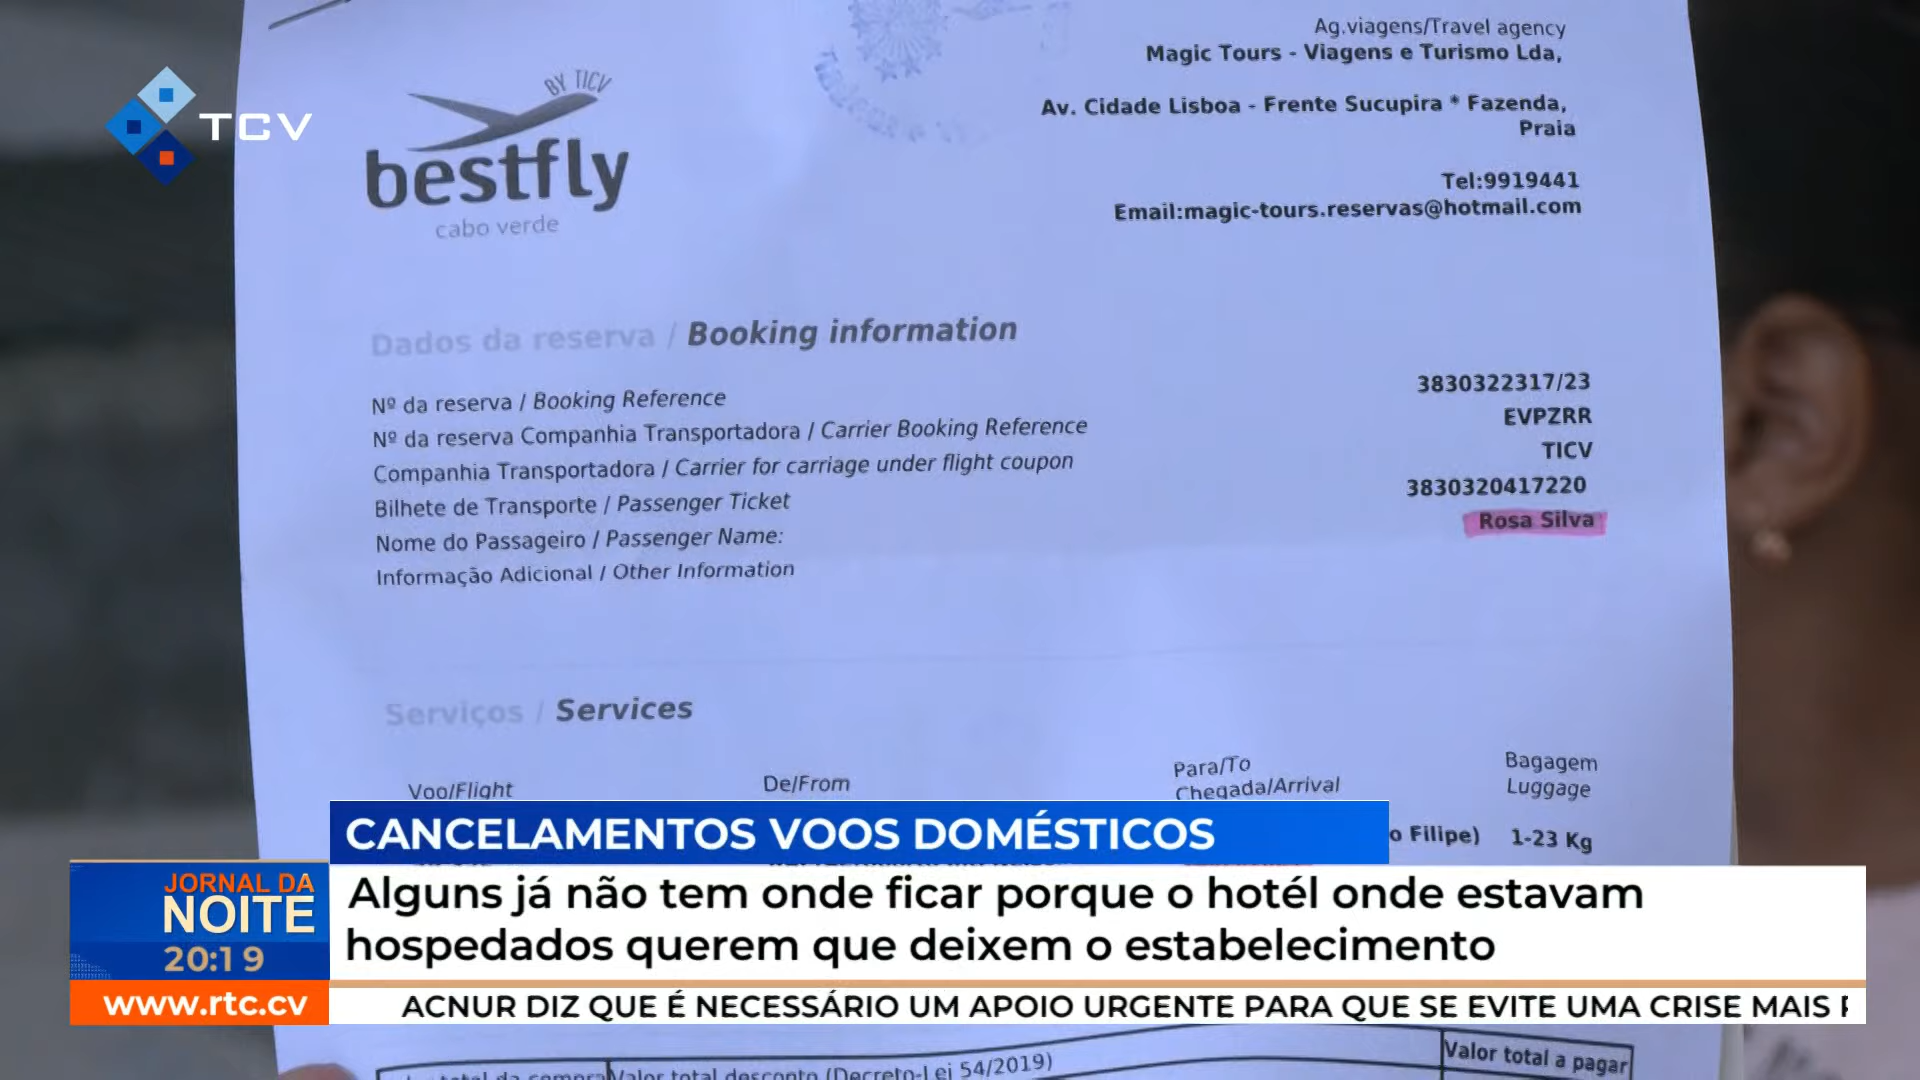 Ag.viagens/Travel agency
Magic Tours - Viagens e Turismo Lda,
Av. Cidade Lisboa - Frente Sucupira * Fazenda,
Praia
Tel:9919441
Email:magic-tours.reservas@hotmail.com
TCV
BY TICV
bestfly
cabo verde
Dados da reserva / Booking information
Nº da reserva / Booking Reference 3830322317/23
Nº da reserva Companhia Transportadora / Carrier Booking Reference EVPZRR
Companhia Transportadora / Carrier for carriage under flight coupon TICV
Bilhete de Transporte / Passenger Ticket 3830320417220
Nome do Passageiro / Passenger Name: Rosa Silva
Informação Adicional / Other Information
Serviços / Services
Voo/Flight De/From Para/To Bagagem
Chegada/Arrival Luggage
o Filipe) 1-23 Kg
CANCELAMENTOS VOOS DOMÉSTICOS
Alguns já não tem onde ficar porque o hotél onde estavam
hospedados querem que deixem o estabelecimento
JORNAL DA
NOITE
20:19
www.rtc.cv
ACNUR DIZ QUE É NECESSÁRIO UM APOIO URGENTE PARA QUE SE EVITE UMA CRISE MAIS
Valor total desconto (Decreto-Lei 54/2019) Valor total a pagar